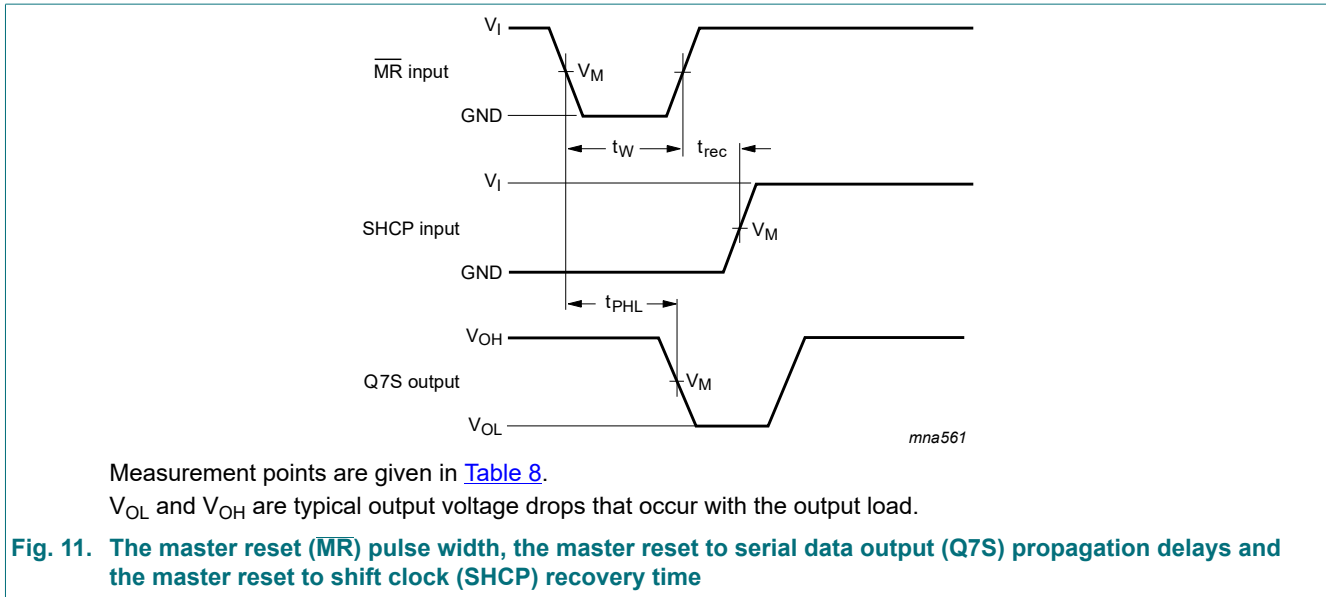 V_I
M̅R̅ input
V_M
GND
t_W
t_rec
V_I
SHCP input
V_M
GND
t_PHL
V_OH
Q7S output
V_M
V_OL
mna561
Measurement points are given in Table 8.
V_OL and V_OH are typical output voltage drops that occur with the output load.
Fig. 11. The master reset (M̅R̅) pulse width, the master reset to serial data output (Q7S) propagation delays and
the master reset to shift clock (SHCP) recovery time